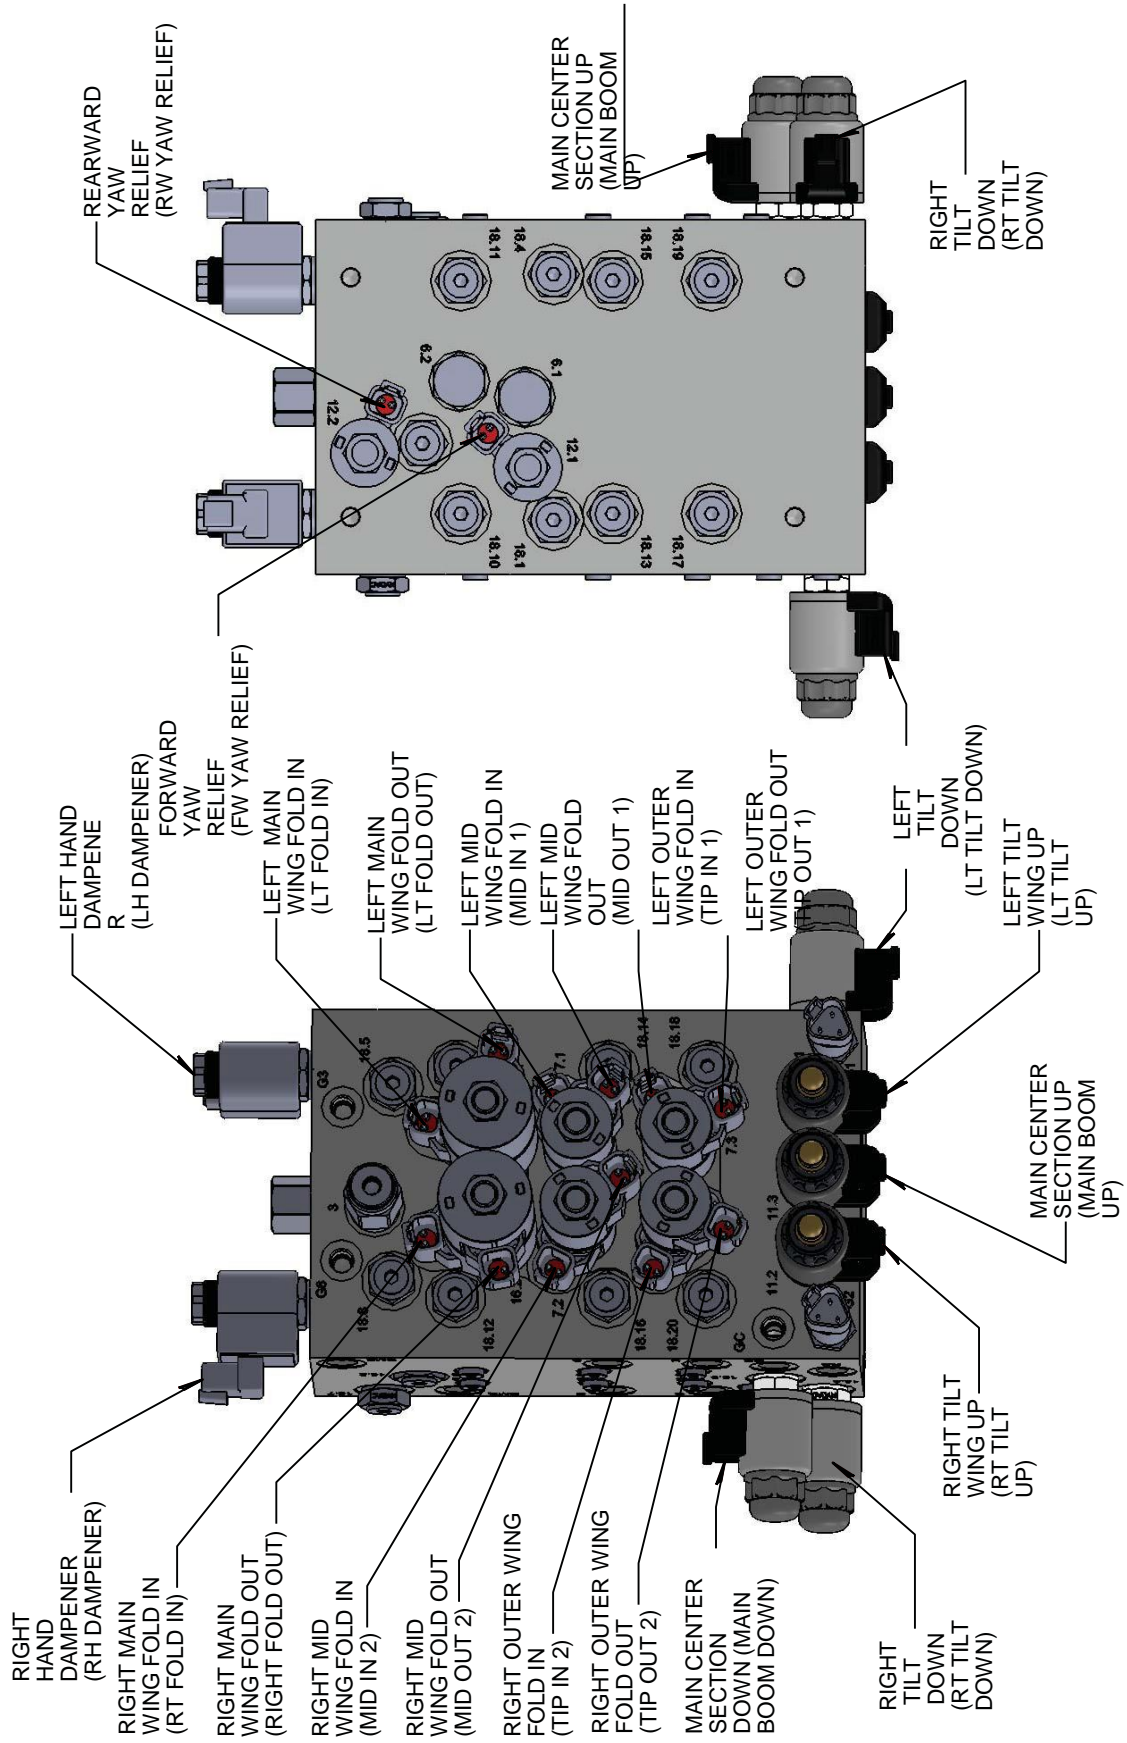 RIGHT
HAND
DAMPENER
(RH DAMPENER)
RIGHT MAIN
WING FOLD IN
(RT FOLD IN)
RIGHT MAIN
WING FOLD OUT
(RIGHT FOLD OUT)
RIGHT MID
WING FOLD IN
(MID IN 2)
RIGHT MID
WING FOLD OUT
(MID OUT 2)
RIGHT OUTER WING
FOLD IN
(TIP IN 2)
RIGHT OUTER WING
FOLD OUT
(TIP OUT 2)
MAIN CENTER
SECTION
DOWN (MAIN
BOOM DOWN)
RIGHT
TILT
DOWN
(RT TILT
DOWN)
RIGHT TILT
WING UP
(RT TILT
UP)
MAIN CENTER
SECTION UP
(MAIN BOOM
UP)
LEFT TILT
WING UP
(LT TILT
UP)
LEFT
TILT
DOWN
(LT TILT DOWN)
LEFT HAND
DAMPENE
R
(LH DAMPENER)
FORWARD
YAW
RELIEF
(FW YAW RELIEF)
LEFT MAIN
WING FOLD IN
(LT FOLD IN)
LEFT MAIN
WING FOLD OUT
(LT FOLD OUT)
LEFT MID
WING FOLD IN
(MID IN 1)
LEFT MID
WING FOLD
OUT
(MID OUT 1)
LEFT OUTER
WING FOLD IN
(TIP IN 1)
LEFT OUTER
WING FOLD OUT
OUT 1)
REARWARD
YAW
RELIEF
(RW YAW RELIEF)
MAIN CENTER
SECTION UP
(MAIN BOOM
UP)
RIGHT
TILT
DOWN
(RT TILT
DOWN)
G6
3
G3
18.5
18.12
7.2
7.1
18.14
18.18
18.16
18.20
7.3
GC
11.2
11.3
G2
18.10
18.1
18.13
18.17
12.2
12.1
6.2
6.1
18.11
18.4
18.15
18.19